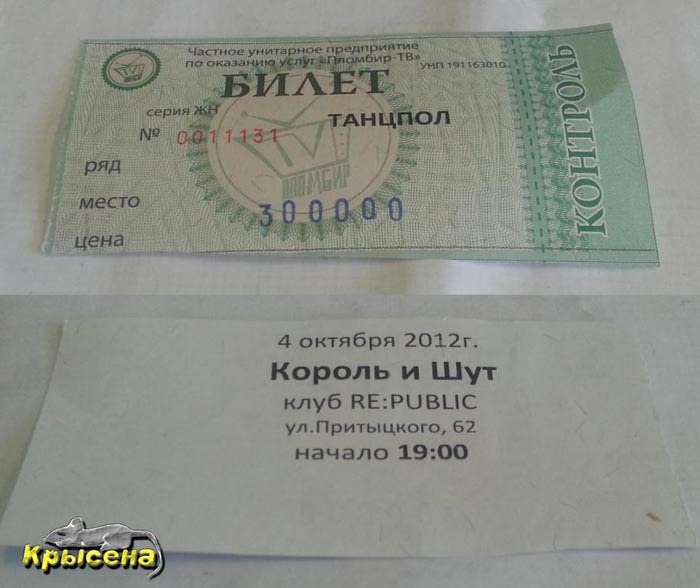 Частное унитарное предприятие
по оказанию услуг «Пломбир-ТВ» УНП 191163010
БИЛЕТ
серия ЖН
ТАНЦПОЛ
№ 0011131
ряд
место
300000
цена
КОНТРОЛЬ
TV
ПЛОМБИР
4 октября 2012г.
Король и Шут
клуб RE:PUBLIC
ул.Притыцкого, 62
начало 19:00
Крысена